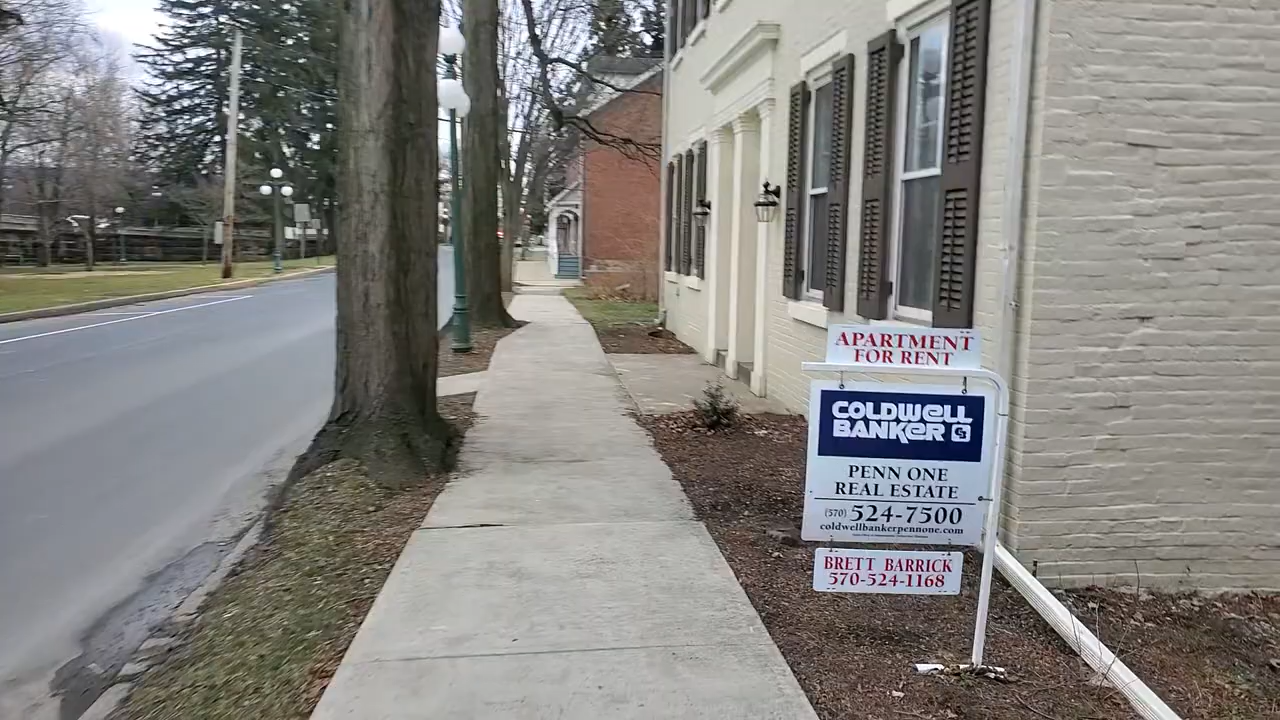 APARTMENT
FOR RENT
COLDWELL
BANKER CB
PENN ONE
REAL ESTATE
(570) 524-7500
coldwellbankerpennone.com
BRETT BARRICK
570-524-1168